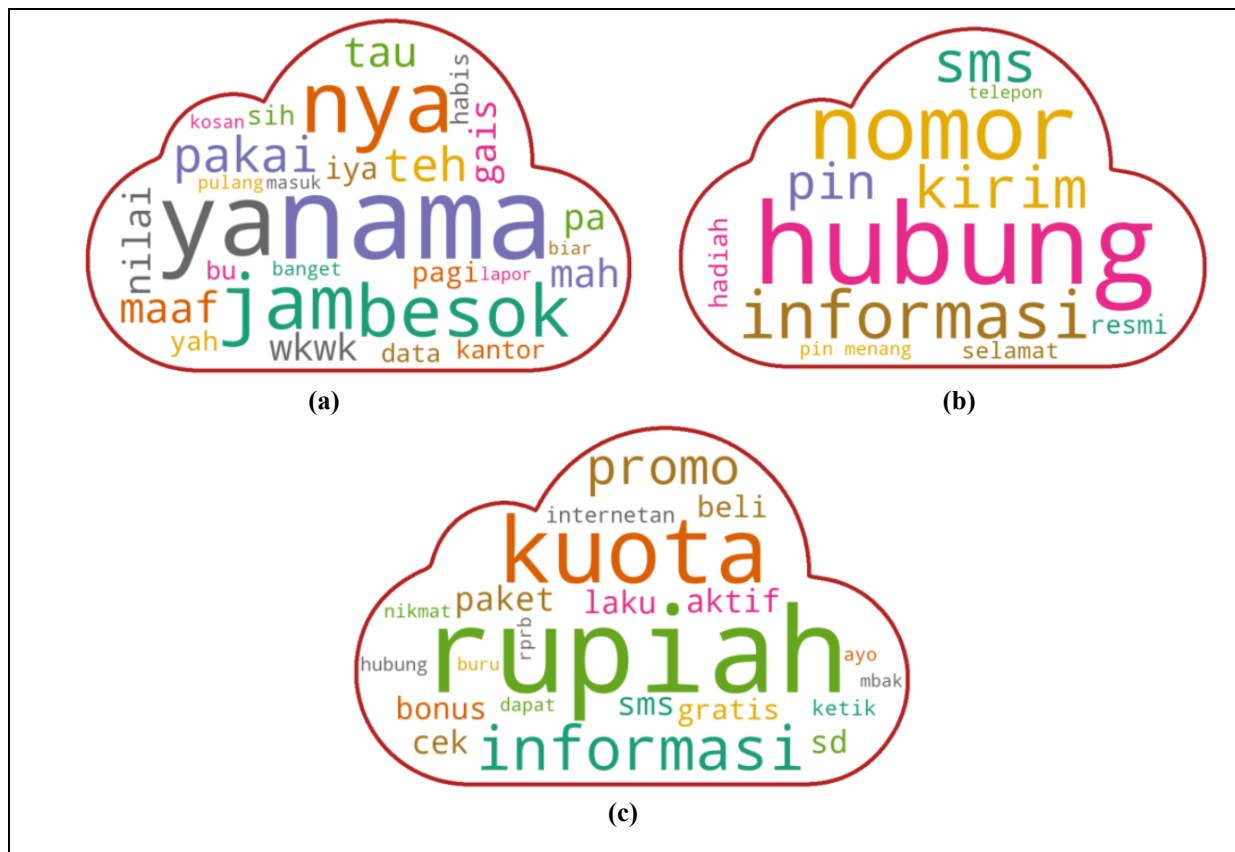 tau
nya
habis
kosan
sih
gais
pakai
iya
teh
pulang
masuk
nilai
ya
nama
pa
biar
bu
banget
pagi
lapor
mah
maaf
jam
besok
yah
wkwk
data
kantor
(a)
sms
telepon
nomor
pin
kirim
hadiah
hubung
informasi
resmi
pin menang
selamat
(b)
promo
internetan
beli
kuota
nikmat
paket
laku
aktif
rprb
rupiah
hubung
buru
ayo
mbak
bonus
dapat
sms
gratis
ketik
cek
informasi
sd
(c)